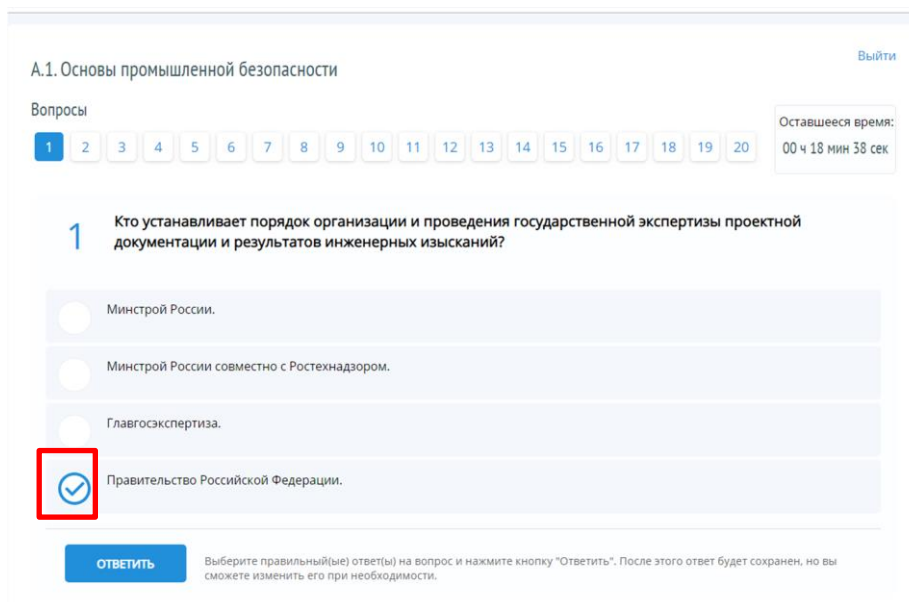 Выйти
А.1. Основы промышленной безопасности
Вопросы
1 2 3 4 5 6 7 8 9 10 11 12 13 14 15 16 17 18 19 20
Оставшееся время:
00 ч 18 мин 38 сек
1
Кто устанавливает порядок организации и проведения государственной экспертизы проектной
документации и результатов инженерных изысканий?
Минстрой России.
Минстрой России совместно с Ростехнадзором.
Главгосэкспертиза.
Правительство Российской Федерации.
ОТВЕТИТЬ
Выберите правильный(ые) ответ(ы) на вопрос и нажмите кнопку "Ответить". После этого ответ будет сохранен, но вы
сможете изменить его при необходимости.